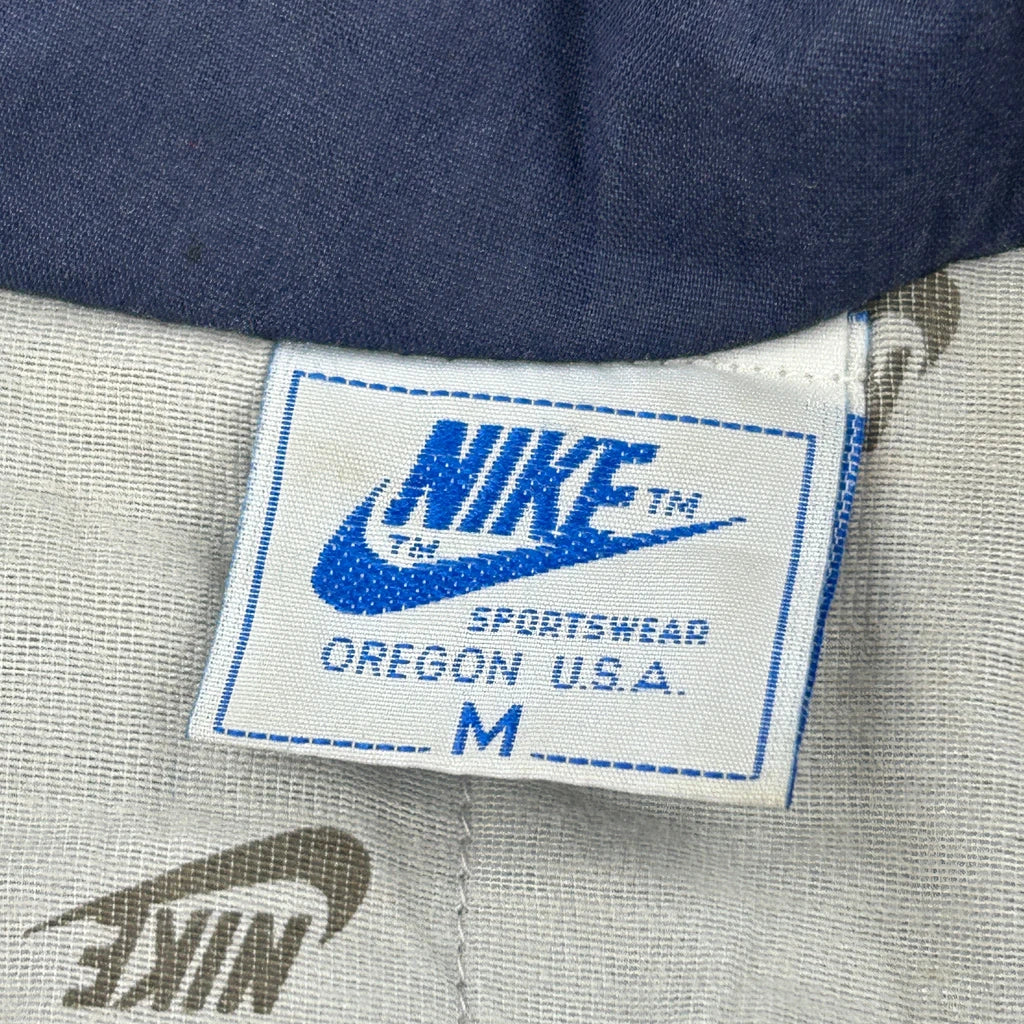 NIKE TM
TM
SPORTSWEAR
OREGON U.S.A.
M
NIKE